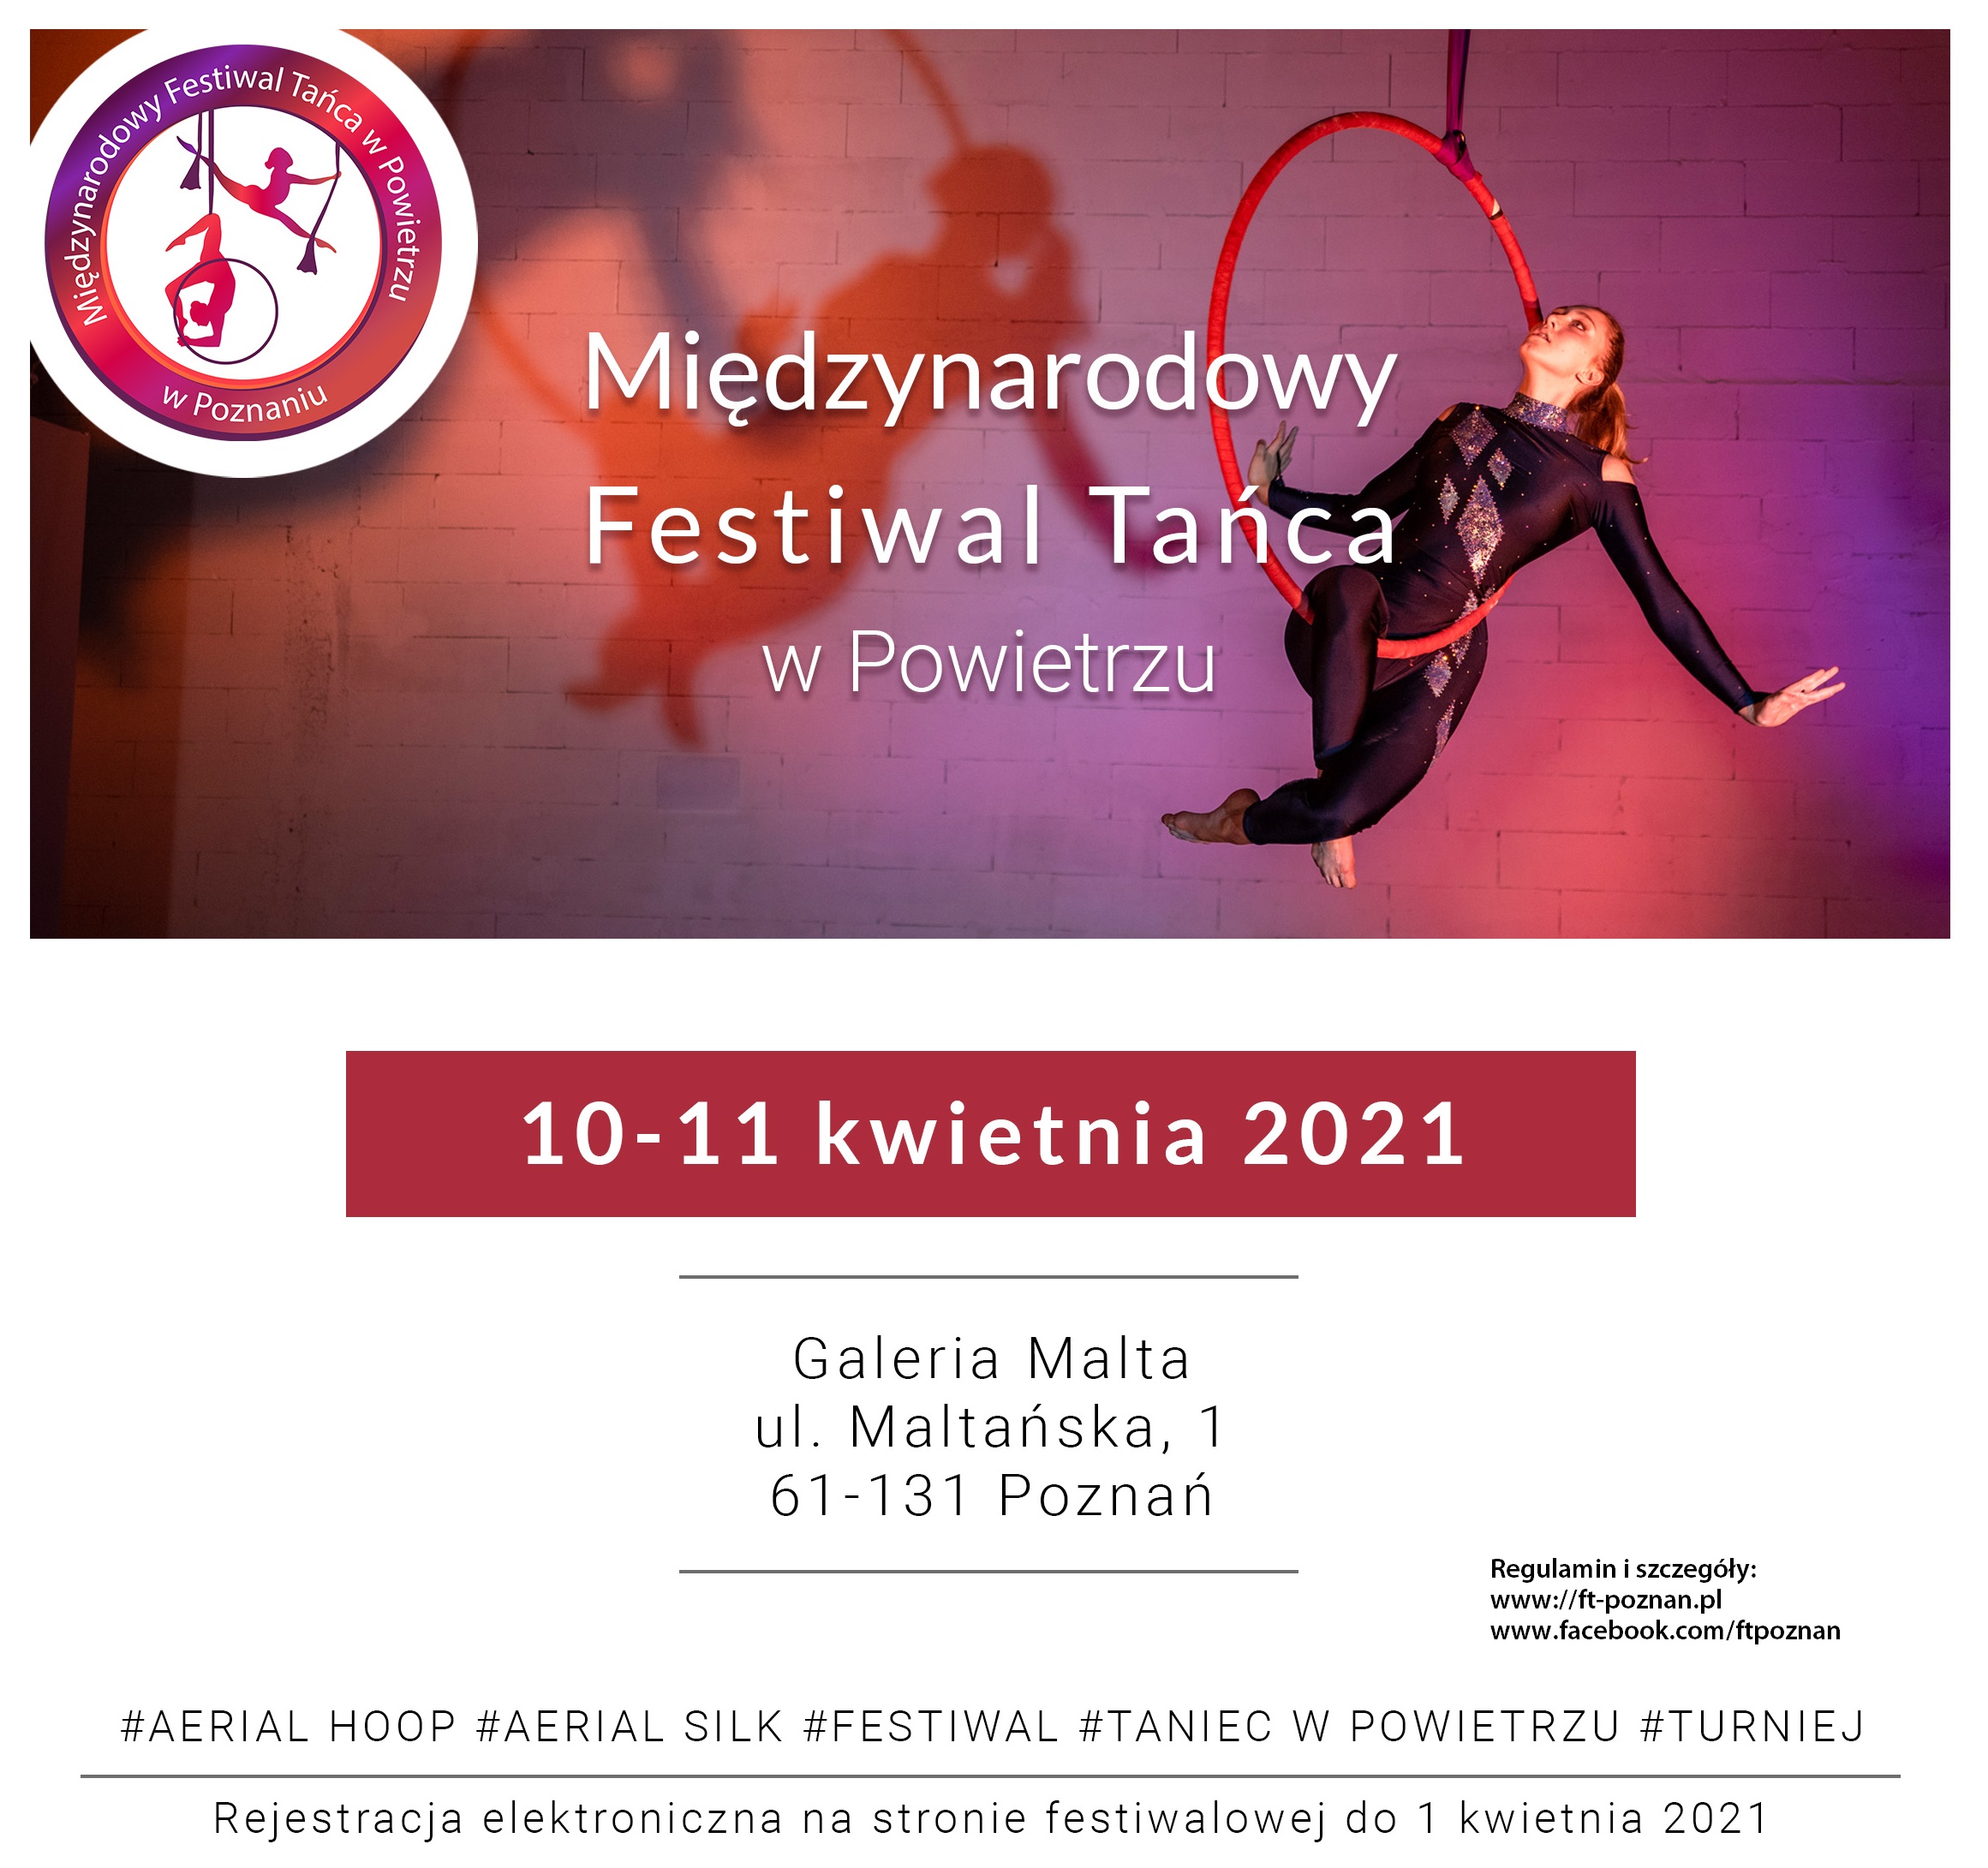 Międzynarodowy Festiwal Tańca w Powietrzu
w Poznaniu
Międzynarodowy
Festiwal Tańca
w Powietrzu
10-11 kwietnia 2021
Galeria Malta
ul. Maltańska, 1
61-131 Poznań
Regulamin i szczegóły:
www://ft-poznan.pl
www.facebook.com/ftpoznan
#AERIAL HOOP #AERIAL SILK #FESTIWAL #TANIEC W POWIETRZU #TURNIEJ
Rejestracja elektroniczna na stronie festiwalowej do 1 kwietnia 2021